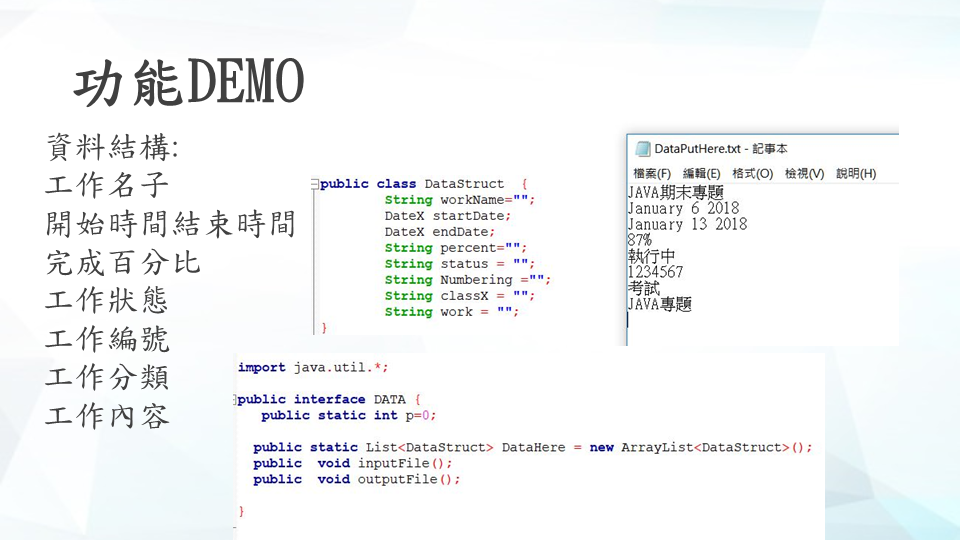 功能DEMO
資料結構:
工作名子
開始時間結束時間
完成百分比
工作狀態
工作編號
工作分類
工作內容
public class DataStruct {
String workName="";
DateX startDate;
DateX endDate;
String percent="";
String status = "";
String Numbering ="";
String classX = "";
String work = "";
}
DataPutHere.txt - 記事本
檔案(F) 編輯(E) 格式(O) 檢視(V) 說明(H)
JAVA期末專題
January 6 2018
January 13 2018
87%
執行中
1234567
考試
JAVA專題
import java.util.*;
public interface DATA {
public static int p=0;
public static List<DataStruct> DataHere = new ArrayList<DataStruct>();
public void inputFile();
public void outputFile();
}